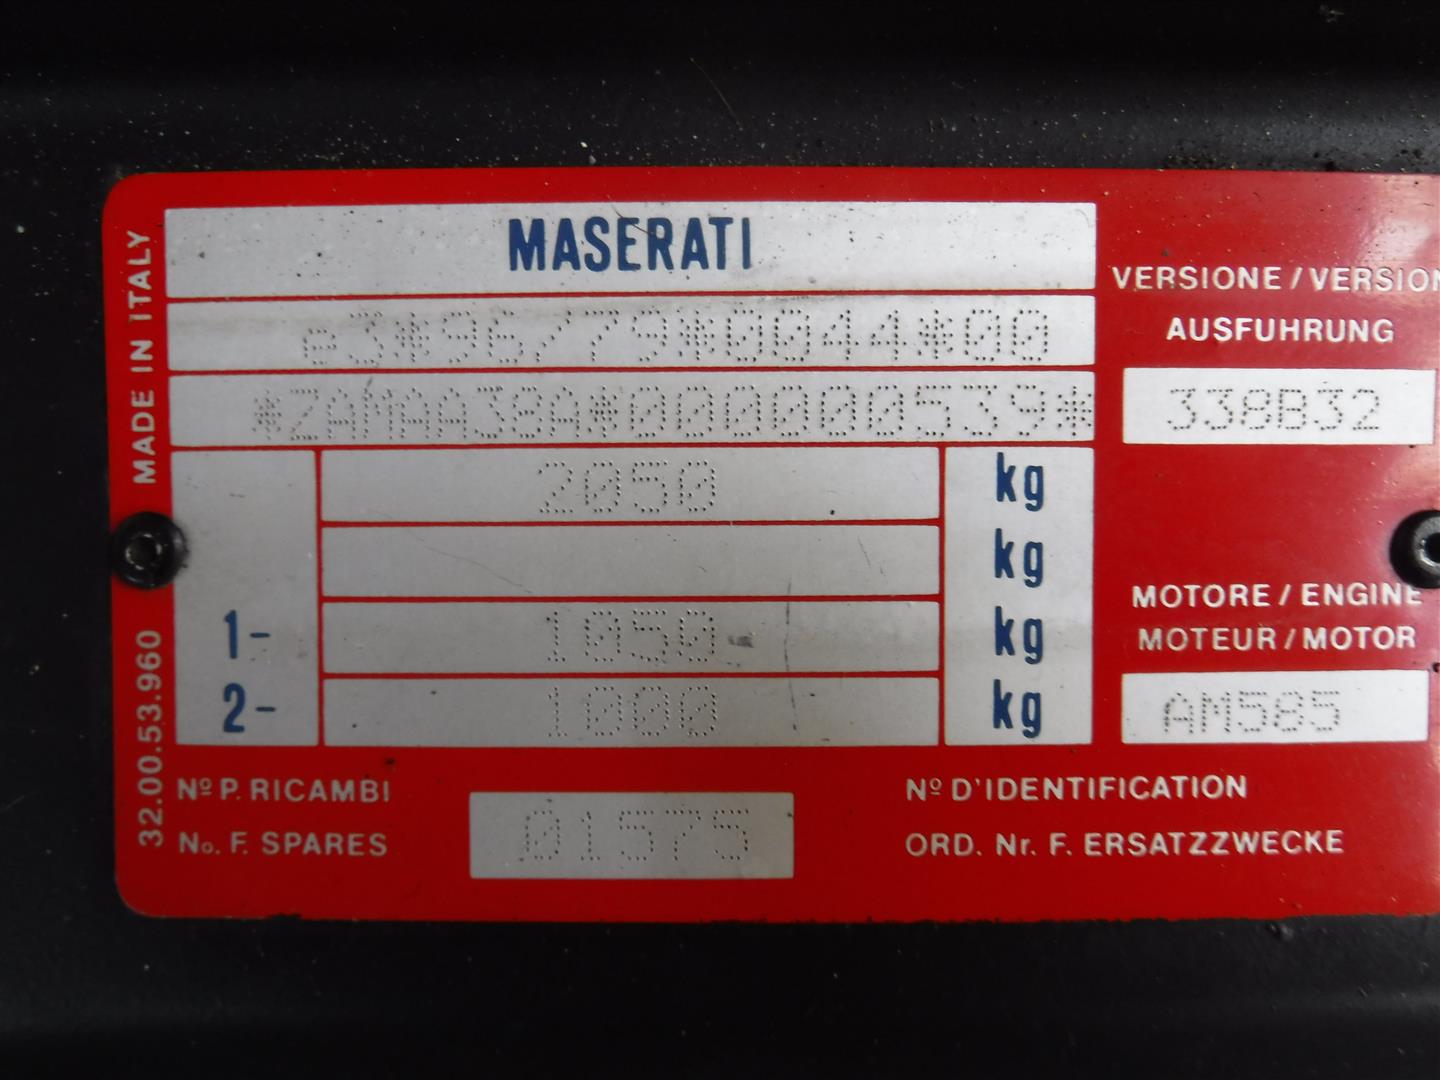 MADE IN ITALY
32.00.53.960
MASERATI
e3*96/79*0044*00
*ZAMAA38A*000000539*
2050 kg
kg
1- 1050 kg
2- 1000 kg
Nº P. RICAMBI
No. F. SPARES
01575
Nº D'IDENTIFICATION
ORD. Nr. F. ERSATZZWECKE
VERSIONE / VERSION
AUSFUHRUNG
338B32
MOTORE / ENGINE
MOTEUR / MOTOR
AM585